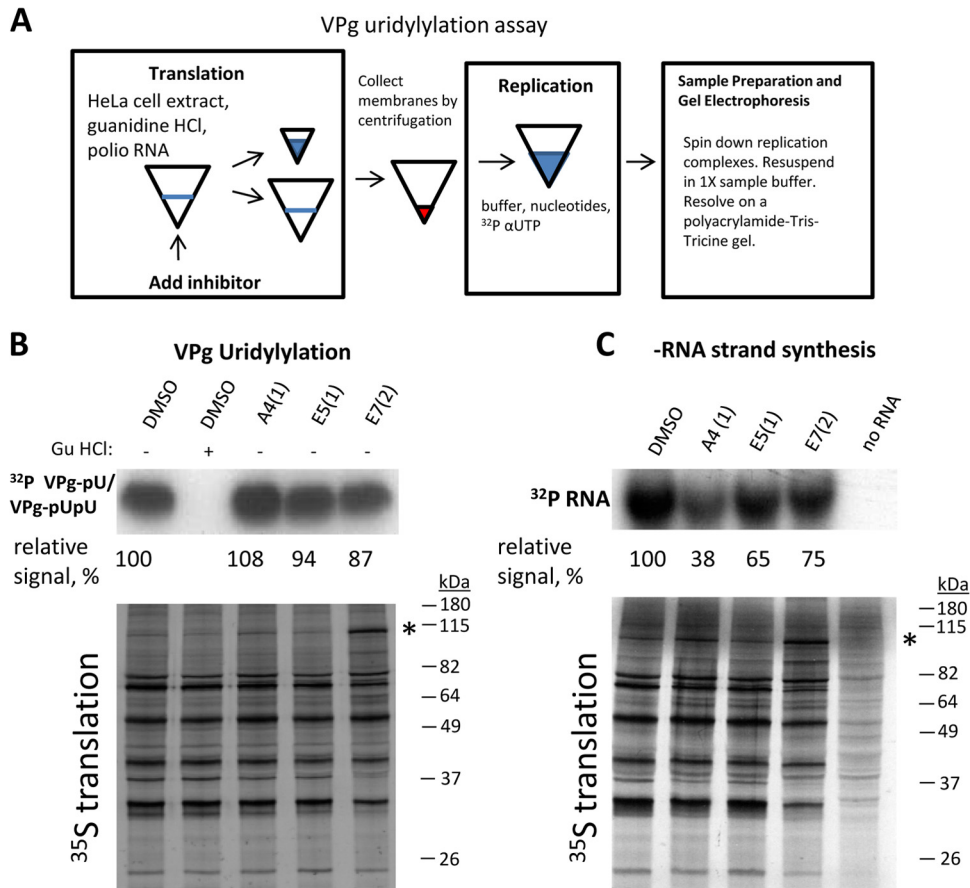 A
VPg uridylylation assay
Translation
HeLa cell extract,
guanidine HCl,
polio RNA
Add inhibitor
Collect
membranes by
centrifugation
Replication
buffer, nucleotides,
³²P αUTP
Sample Preparation and
Gel Electrophoresis
Spin down replication
complexes. Resuspend
in 1X sample buffer.
Resolve on a
polyacrylamide-Tris-
Tricine gel.
B
VPg Uridylylation
DMSO DMSO A4(1) E5(1) E7(2)
Gu HCl: - + - - -
³²P VPg-pU/
VPg-pUpU
relative
signal, %
100 108 94 87
kDa
180
115
*
82
64
49
37
26
³⁵S translation
C
-RNA strand synthesis
DMSO A4 (1) E5(1) E7(2) no RNA
³²P RNA
relative
signal, %
100 38 65 75
kDa
180
115
*
82
64
49
37
26
³⁵S translation